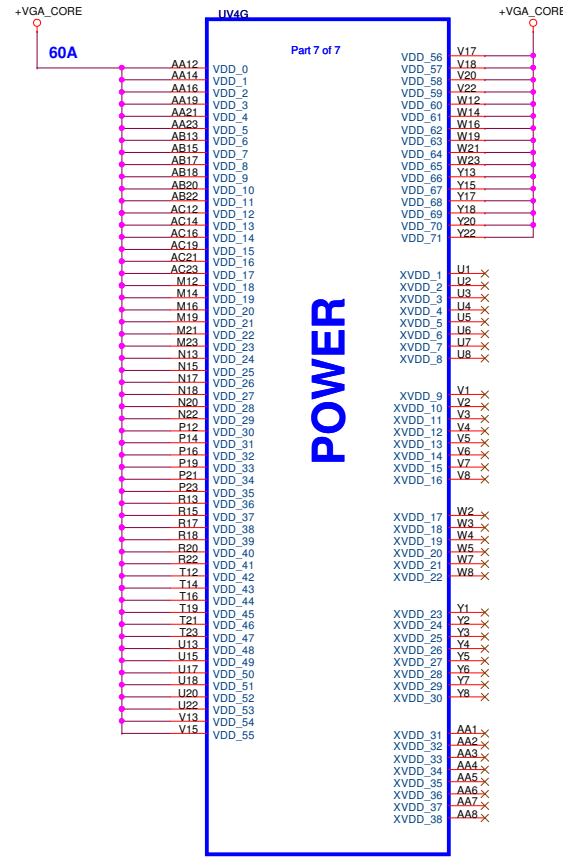 +VGA_CORE
+VGA_CORE
UV4G
60A
Part 7 of 7
AA12 VDD_0
AA14 VDD_1
AA16 VDD_2
AA19 VDD_3
AA21 VDD_4
AA23 VDD_5
AB13 VDD_6
AB15 VDD_7
AB17 VDD_8
AB18 VDD_9
AB20 VDD_10
AB22 VDD_11
AC12 VDD_12
AC14 VDD_13
AC16 VDD_14
AC19 VDD_15
AC21 VDD_16
AC23 VDD_17
M12 VDD_18
M14 VDD_19
M16 VDD_20
M19 VDD_21
M21 VDD_22
M23 VDD_23
N13 VDD_24
N15 VDD_25
N17 VDD_26
N18 VDD_27
N20 VDD_28
N22 VDD_29
P12 VDD_30
P14 VDD_31
P16 VDD_32
P19 VDD_33
P21 VDD_34
P23 VDD_35
R13 VDD_36
R15 VDD_37
R17 VDD_38
R18 VDD_39
R20 VDD_40
R22 VDD_41
T12 VDD_42
T14 VDD_43
T16 VDD_44
T19 VDD_45
T21 VDD_46
T23 VDD_47
U13 VDD_48
U15 VDD_49
U17 VDD_50
U18 VDD_51
U20 VDD_52
U22 VDD_53
V13 VDD_54
V15 VDD_55
POWER
VDD_56 V17
VDD_57 V18
VDD_58 V20
VDD_59 V22
VDD_60 W12
VDD_61 W14
VDD_62 W16
VDD_63 W19
VDD_64 W21
VDD_65 W23
VDD_66 Y13
VDD_67 Y15
VDD_68 Y17
VDD_69 Y18
VDD_70 Y20
VDD_71 Y22
XVDD_1 U1
XVDD_2 U2
XVDD_3 U3
XVDD_4 U4
XVDD_5 U5
XVDD_6 U6
XVDD_7 U7
XVDD_8 U8
XVDD_9 V1
XVDD_10 V2
XVDD_11 V3
XVDD_12 V4
XVDD_13 V5
XVDD_14 V6
XVDD_15 V7
XVDD_16 V8
XVDD_17 W2
XVDD_18 W3
XVDD_19 W4
XVDD_20 W5
XVDD_21 W7
XVDD_22 W8
XVDD_23 Y1
XVDD_24 Y2
XVDD_25 Y3
XVDD_26 Y4
XVDD_27 Y5
XVDD_28 Y6
XVDD_29 Y7
XVDD_30 Y8
XVDD_31 AA1
XVDD_32 AA2
XVDD_33 AA3
XVDD_34 AA4
XVDD_35 AA5
XVDD_36 AA6
XVDD_37 AA7
XVDD_38 AA8